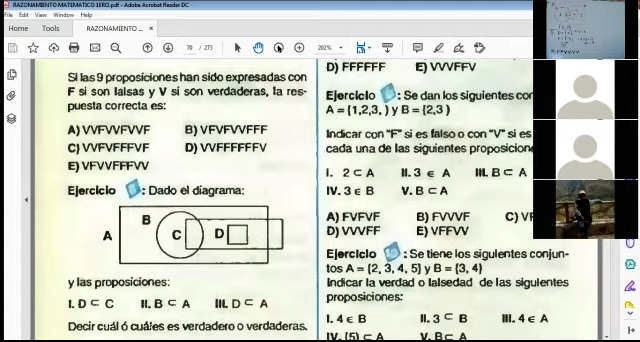 RAZONAMIENTO MATEMATICO 1ERO.pdf - Adobe Acrobat Reader DC
File Edit View Window Help
Home Tools RAZONAMIENTO M ... ×
70 / 273 202%
Si las 9 proposiciones han sido expresadas con
F si son falsas y V si son verdaderas, la res-
puesta correcta es:
A) VVFVVFVVF B) VFVFVVFFF
C) VVFVFFFVF D) VVFFFFFFV
E) VFVVFFFVV
Ejercicio : Dado el diagrama:
A B C D
y las proposiciones:
I. D ⊂ C II. B ⊂ A III. D ⊂ A
Decir cuál ó cuáles es verdadero o verdaderas.
D) FFFFFF E) VVVFFV
Ejercicio : Se dan los siguientes con
A = {1,2,3, } y B = {2,3 }
Indicar con "F" si es falso o con "V" si es
cada una de las siguientes proposicion
I. 2 ⊂ A II. 3 ∈ A III. B ⊂ A
IV. 3 ∈ B V. B ⊂ A
A) FVFVF B) FVVVF C) VF
D) VVVFF E) VFFVV
Ejercicio : Se tiene los siguientes conjun-
tos A = {2, 3, 4, 5} y B = {3, 4}
Indicar la verdad o falsedad de las siguientes
proposiciones:
I. 4 ∈ B II. 3 ⊂ B III. 4 ∈ A
IV. {5} ⊂ A V. B ⊂ A